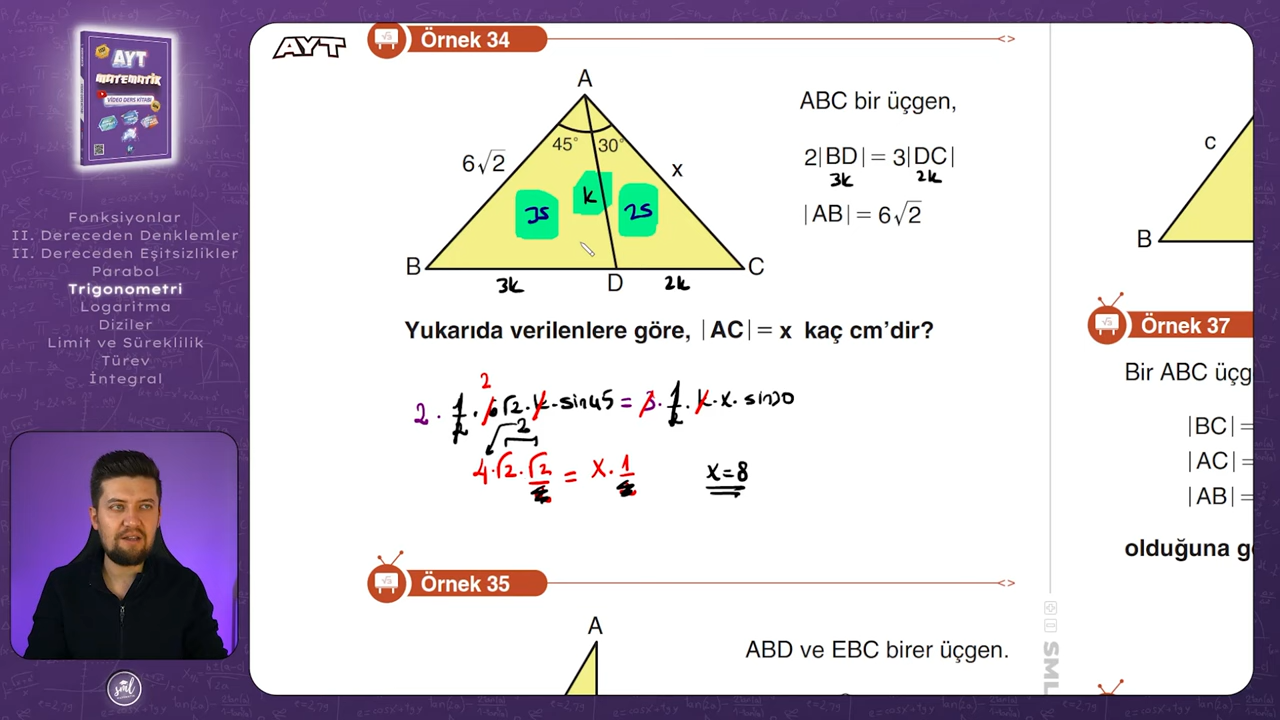 AYT
MATEMATİK
VİDEO DERS KİTABI
Fonksiyonlar
II. Dereceden Denklemler
II. Dereceden Eşitsizlikler
Parabol
Trigonometri
Logaritma
Diziler
Limit ve Süreklilik
Türev
İntegral
sml
AYT
Örnek 34
A
45° 30°
6√2
x
3S
k
2S
B
D
C
3k
2k
ABC bir üçgen,
2|BD| = 3|DC|
3k 2k
|AB| = 6√2
Yukarıda verilenlere göre, |AC| = x kaç cm'dir?
2
2 · 1/2 · 6√2 · k · sin45 = 3 · 1/2 · k · x · sin30
2
4 · √2 · √2/2 = x · 1/2
x = 8
Örnek 35
A
ABD ve EBC birer üçgen.
SML
c
B
Örnek 37
Bir ABC üçg
|BC| =
|AC| =
|AB| =
olduğuna g